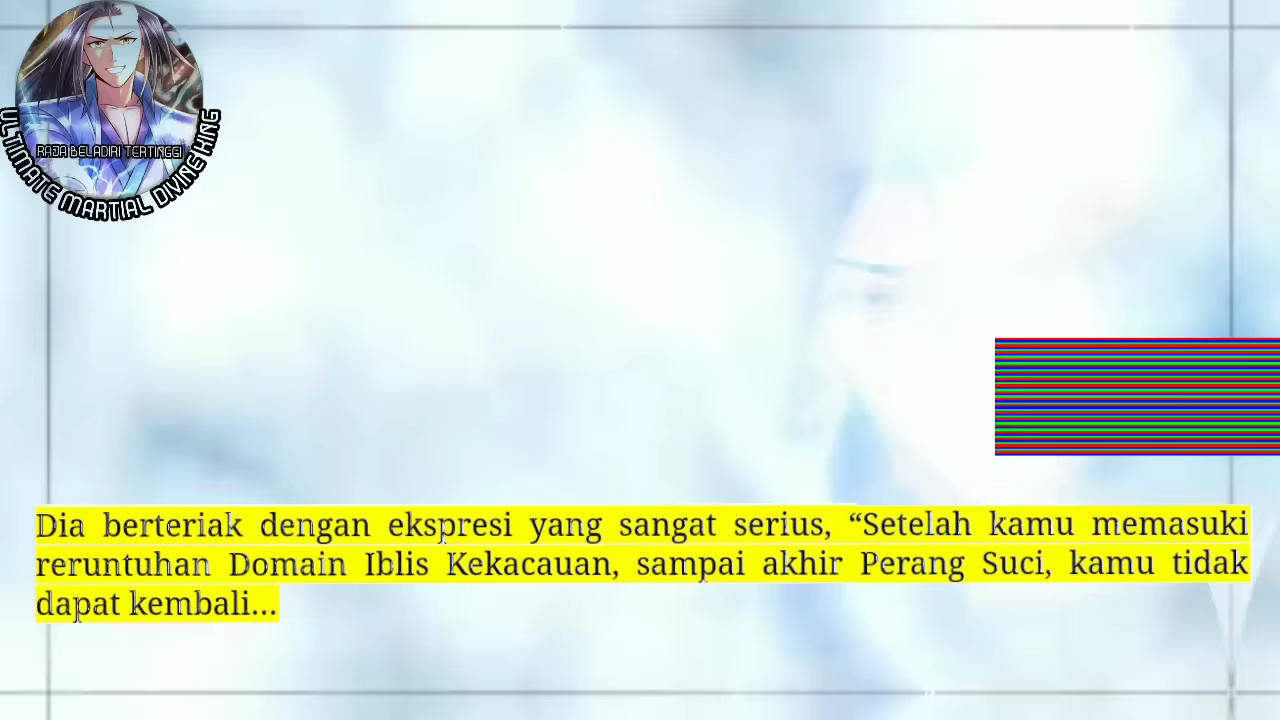 RAJA BELADIRI TERTINGGI
ULTIMATE MARTIAL DIVINE KING
Dia berteriak dengan ekspresi yang sangat serius, “Setelah kamu memasuki
reruntuhan Domain Iblis Kekacauan, sampai akhir Perang Suci, kamu tidak
dapat kembali...